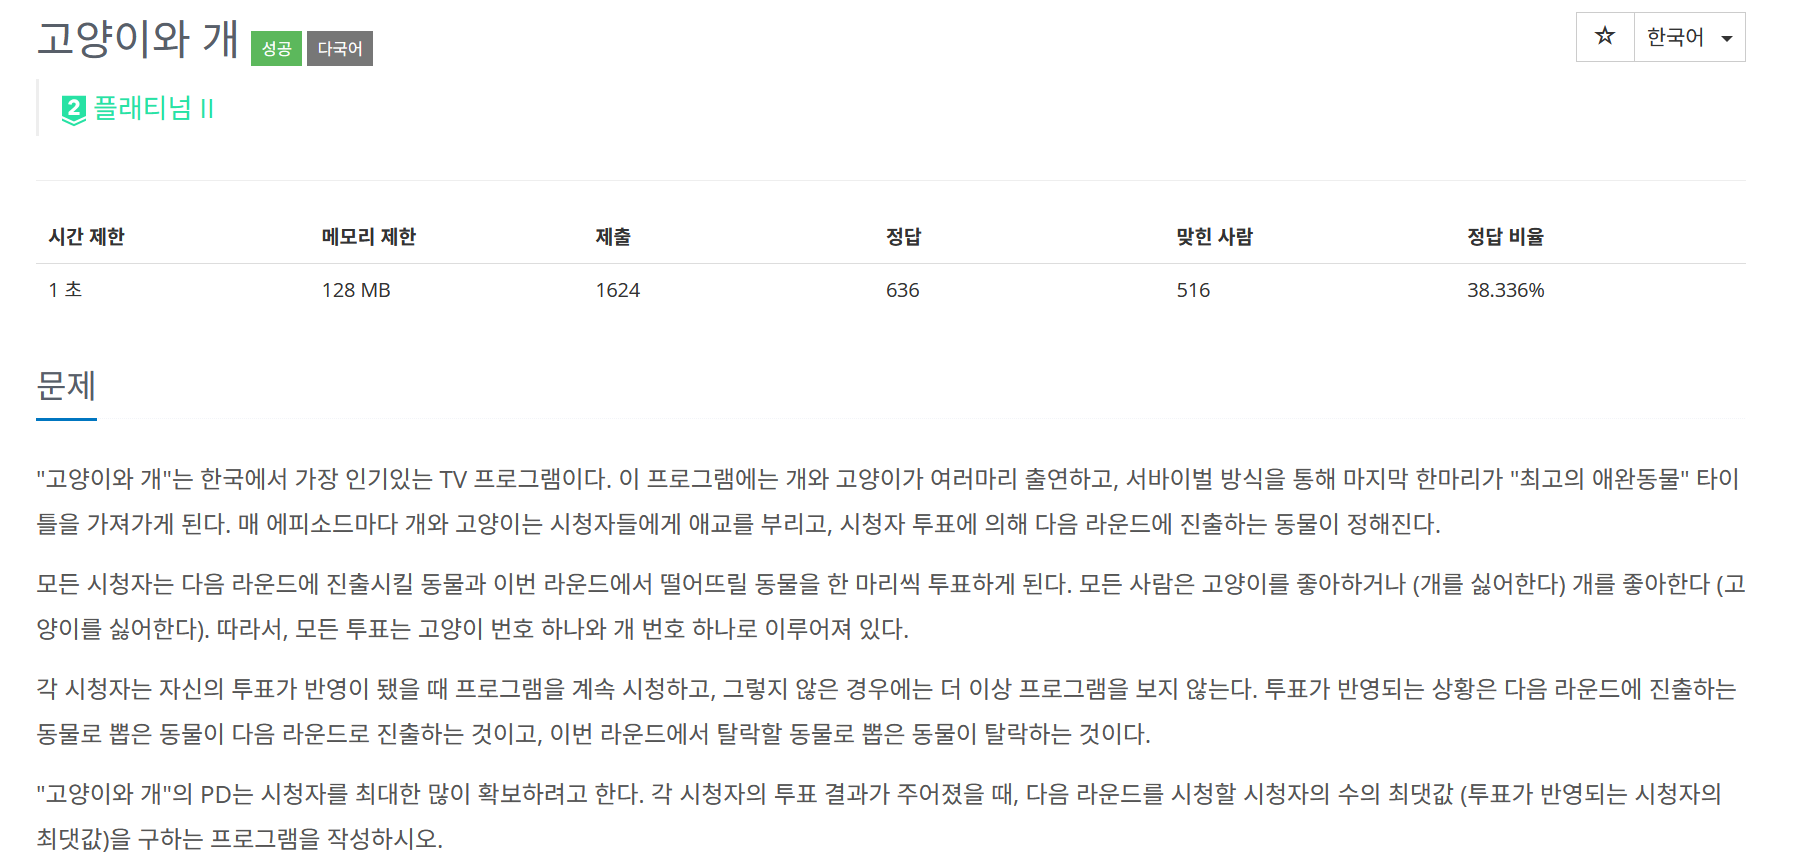 고양이와 개 성공 다국어
☆ 한국어
2 플래티넘 II
시간 제한 메모리 제한 제출 정답 맞힌 사람 정답 비율
1 초 128 MB 1624 636 516 38.336%
문제
"고양이와 개"는 한국에서 가장 인기있는 TV 프로그램이다. 이 프로그램에는 개와 고양이가 여러마리 출연하고, 서바이벌 방식을 통해 마지막 한마리가 "최고의 애완동물" 타이
틀을 가져가게 된다. 매 에피소드마다 개와 고양이는 시청자들에게 애교를 부리고, 시청자 투표에 의해 다음 라운드에 진출하는 동물이 정해진다.
모든 시청자는 다음 라운드에 진출시킬 동물과 이번 라운드에서 떨어뜨릴 동물을 한 마리씩 투표하게 된다. 모든 사람은 고양이를 좋아하거나 (개를 싫어한다) 개를 좋아한다 (고
양이를 싫어한다). 따라서, 모든 투표는 고양이 번호 하나와 개 번호 하나로 이루어져 있다.
각 시청자는 자신의 투표가 반영이 됐을 때 프로그램을 계속 시청하고, 그렇지 않은 경우에는 더 이상 프로그램을 보지 않는다. 투표가 반영되는 상황은 다음 라운드에 진출하는
동물로 뽑은 동물이 다음 라운드로 진출하는 것이고, 이번 라운드에서 탈락할 동물로 뽑은 동물이 탈락하는 것이다.
"고양이와 개"의 PD는 시청자를 최대한 많이 확보하려고 한다. 각 시청자의 투표 결과가 주어졌을 때, 다음 라운드를 시청할 시청자의 수의 최댓값 (투표가 반영되는 시청자의
최댓값)을 구하는 프로그램을 작성하시오.